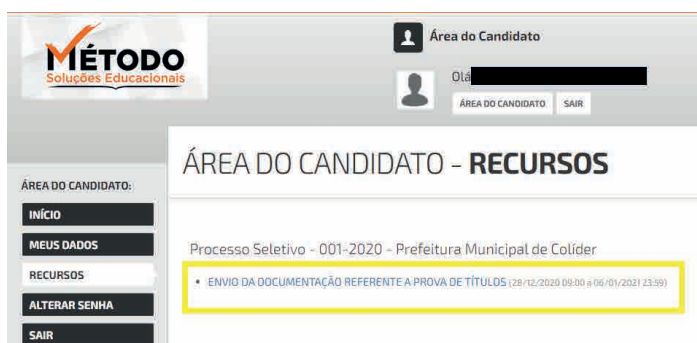 MÉTODO
Soluções Educacionais
Área do Candidato
Olá
ÁREA DO CANDIDATO SAIR
ÁREA DO CANDIDATO - RECURSOS
ÁREA DO CANDIDATO:
INÍCIO
MEUS DADOS
RECURSOS
ALTERAR SENHA
SAIR
Processo Seletivo - 001-2020 - Prefeitura Municipal de Colíder
• ENVIO DA DOCUMENTAÇÃO REFERENTE A PROVA DE TÍTULOS (28/12/2020 09:00 a 06/01/2021 23:59)